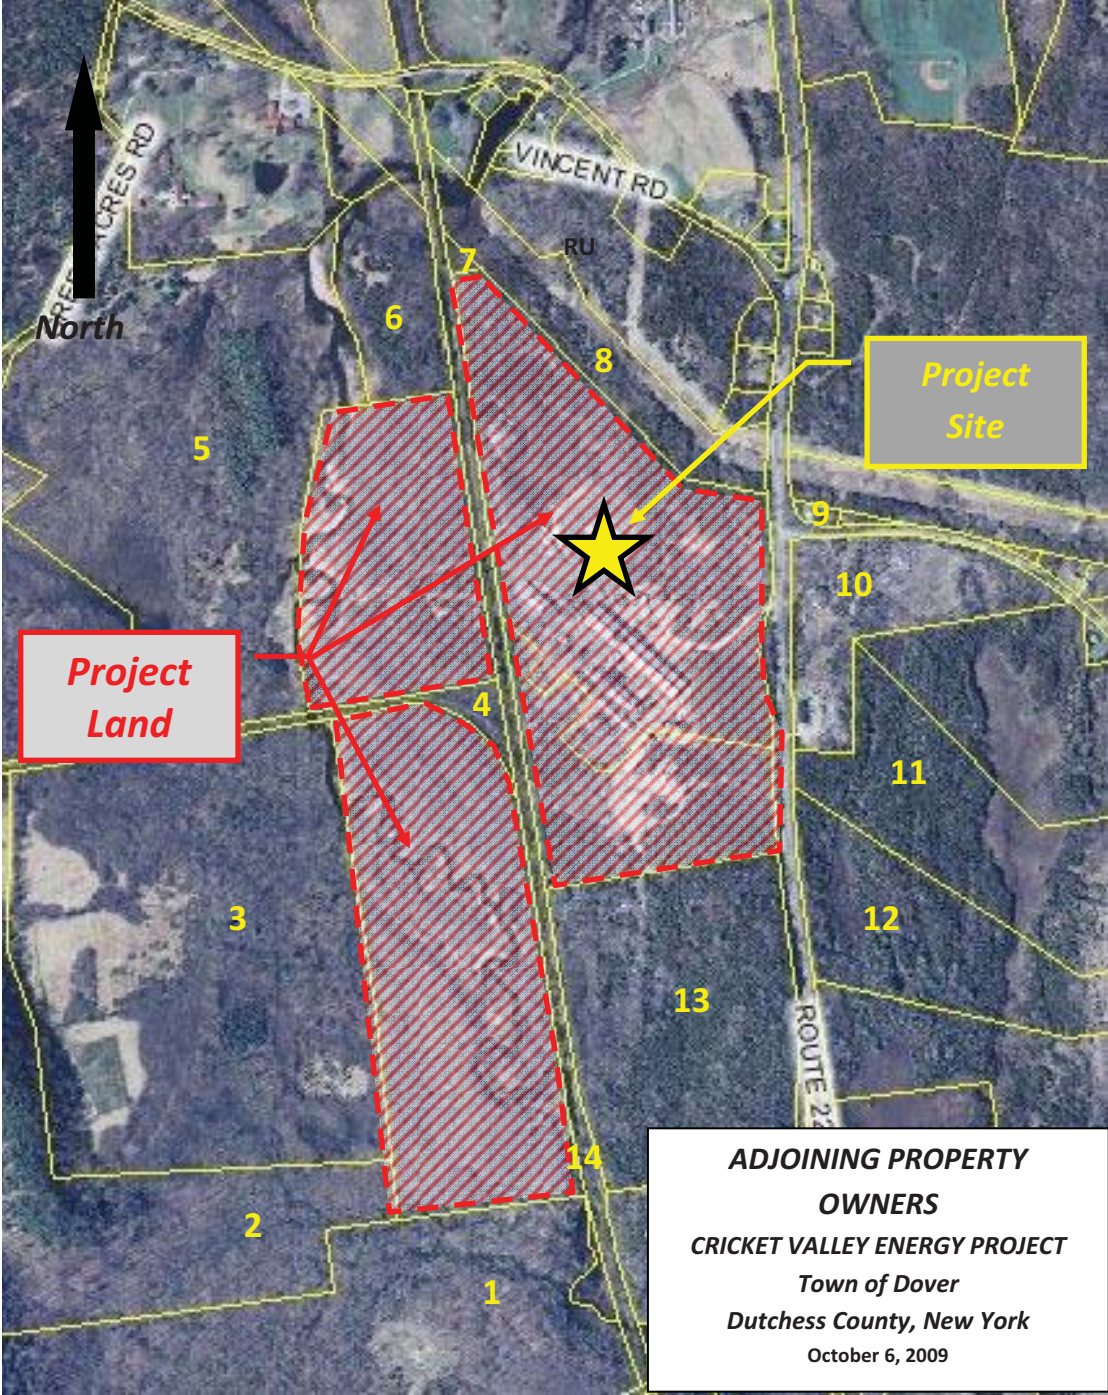 VINCENT RD
ACRES RD
RU
7
North
6
8
Project
Site
5
9
10
Project
Land
4
11
3
12
13
ROUTE 22
14
2
1
ADJOINING PROPERTY
OWNERS
CRICKET VALLEY ENERGY PROJECT
Town of Dover
Dutchess County, New York
October 6, 2009